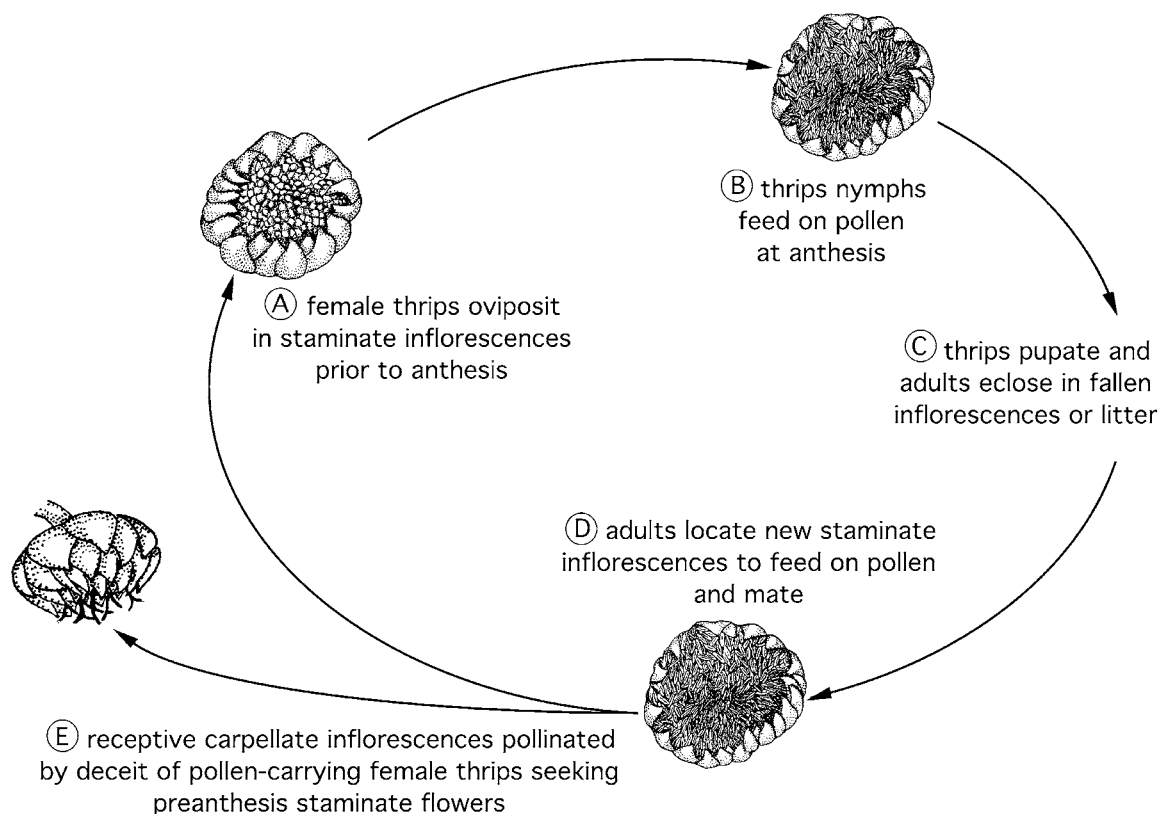 Ⓐ female thrips oviposit
in staminate inflorescences
prior to anthesis
Ⓑ thrips nymphs
feed on pollen
at anthesis
Ⓒ thrips pupate and
adults eclose in fallen
inflorescences or litter
Ⓓ adults locate new staminate
inflorescences to feed on pollen
and mate
Ⓔ receptive carpellate inflorescences pollinated
by deceit of pollen-carrying female thrips seeking
preanthesis staminate flowers